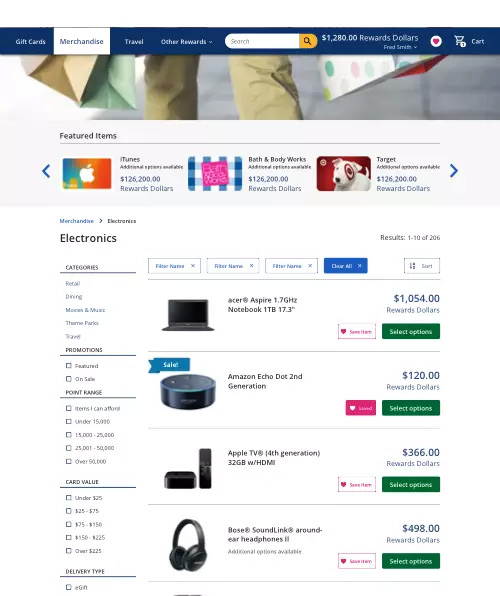 Gift Cards
Merchandise
Travel
Other Rewards
Search
$1,280.00 Rewards Dollars
Fred Smith
1
Cart
Featured Items
iTunes
Additional options available
$126,200.00
Rewards Dollars
Bath & Body Works
Additional options available
$126,200.00
Rewards Dollars
Target
Additional options available
$126,200.00
Rewards Dollars
Merchandise > Electronics
Electronics
Results: 1-10 of 206
CATEGORIES
Retail
Dining
Movies & Music
Theme Parks
Travel
PROMOTIONS
Featured
On Sale
POINT RANGE
Items I can afford
Under 15,000
15,000 - 25,000
25,001 - 50,000
Over 50,000
CARD VALUE
Under $25
$25 - $75
$75 - $150
$150 - $225
Over $225
DELIVERY TYPE
eGift
Filter Name ×
Filter Name ×
Filter Name ×
Clear All ×
Sort
acer® Aspire 1.7GHz
Notebook 1TB 17.3"
$1,054.00
Rewards Dollars
Save item
Select options
Sale!
Amazon Echo Dot 2nd
Generation
$120.00
Rewards Dollars
Saved
Select options
Apple TV® (4th generation)
32GB w/HDMI
$366.00
Rewards Dollars
Save item
Select options
Bose® SoundLink® around-
ear headphones II
Additional options available
$498.00
Rewards Dollars
Save item
Select options